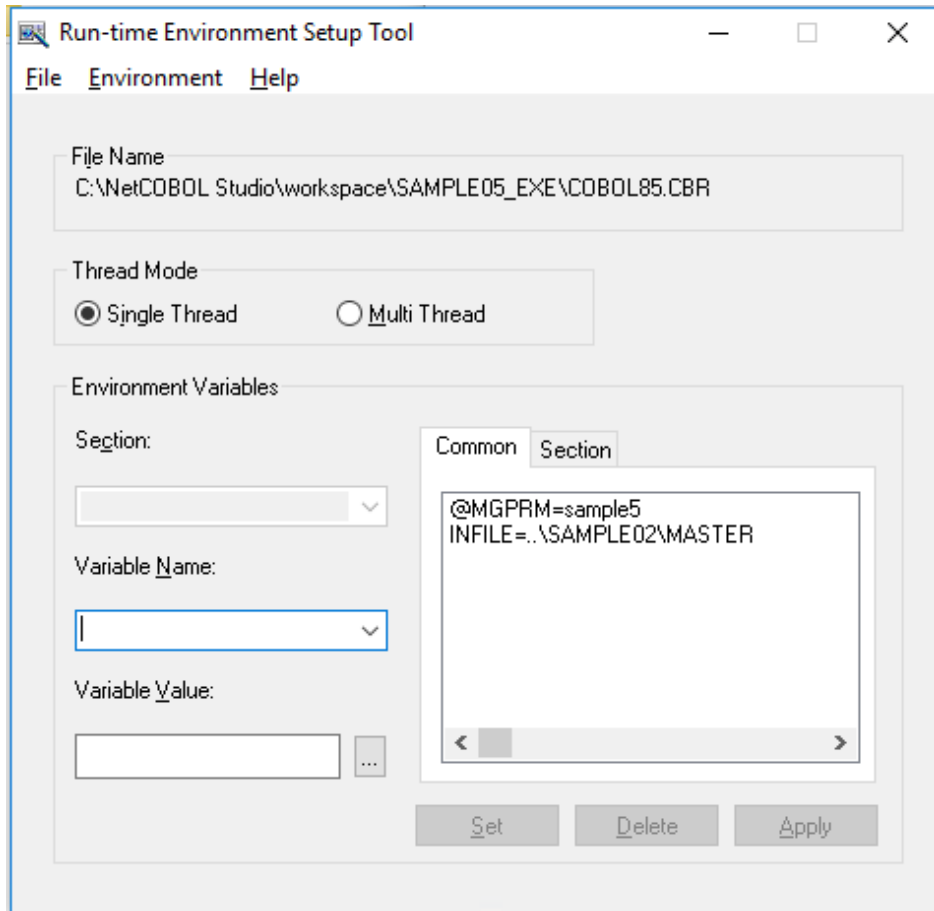 Run-time Environment Setup Tool
File Environment Help
File Name
C:\NetCOBOL Studio\workspace\SAMPLE05_EXE\COBOL85.CBR
Thread Mode
Single Thread Multi Thread
Environment Variables
Section:
Common Section
@MGPRM=sample5
INFILE=..\SAMPLE02\MASTER
Variable Name:
Variable Value:
...
Set Delete Apply